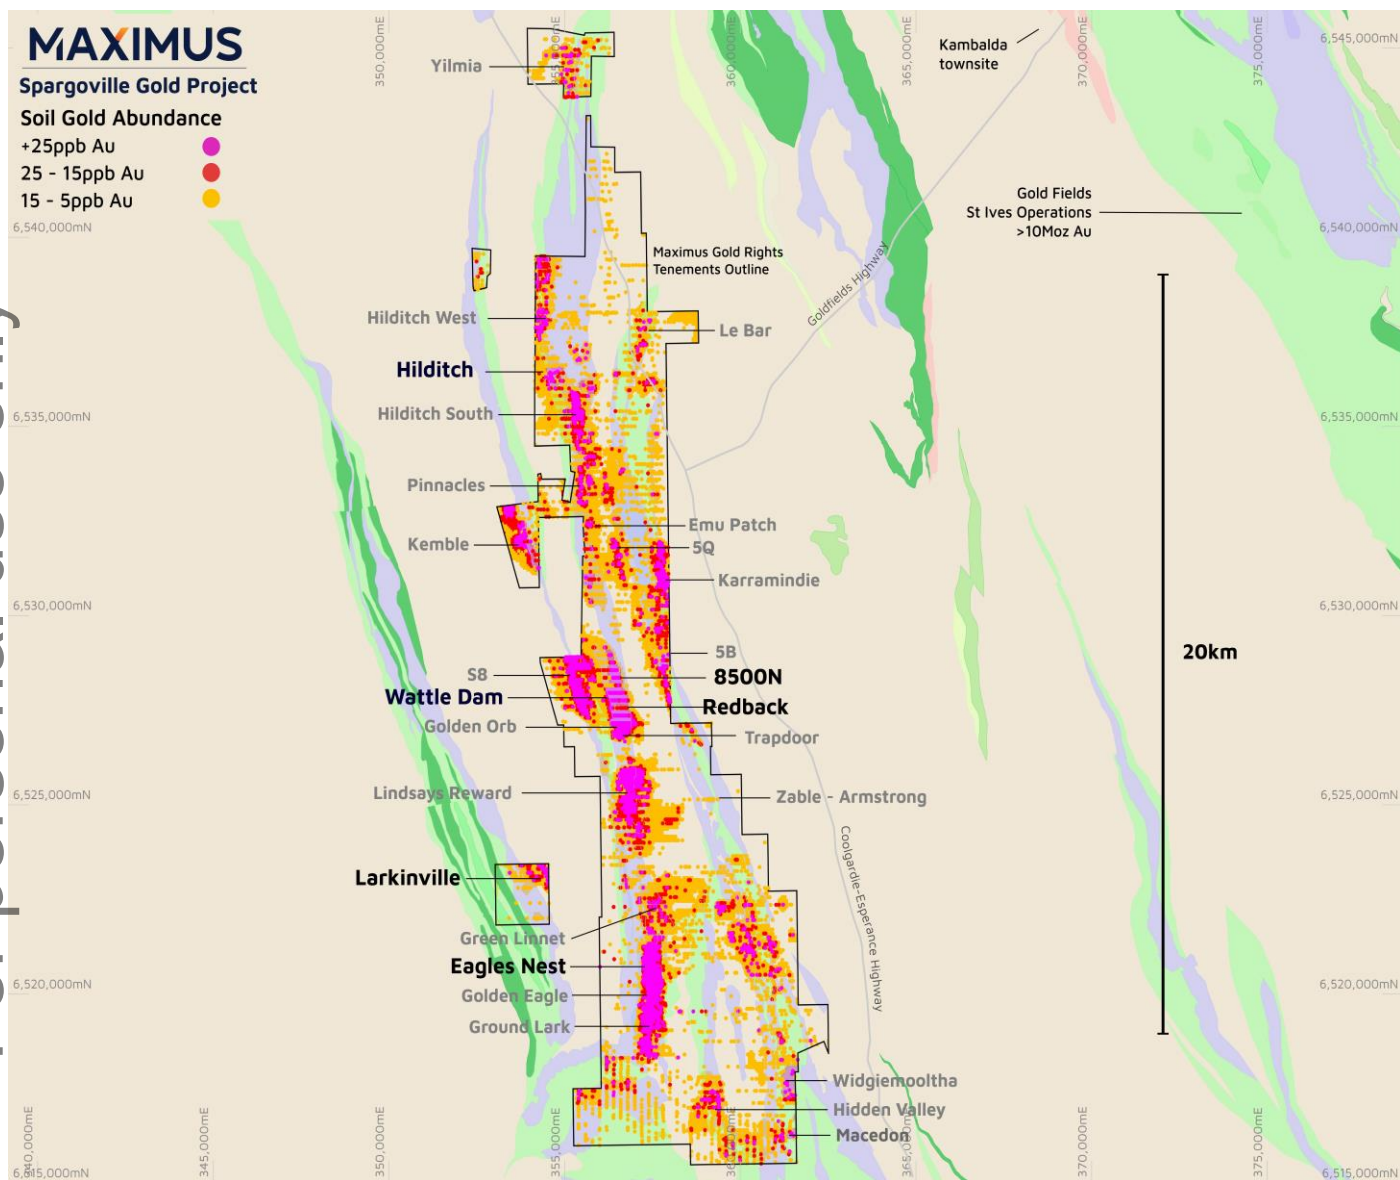 MAXIMUS
Spargoville Gold Project
Soil Gold Abundance
+25ppb Au
25 - 15ppb Au
15 - 5ppb Au
350,000mE
360,000mE
365,000mE
370,000mE
375,000mE
6,545,000mN
Kambalda
townsite
Yilmia
Gold Fields
St Ives Operations
>10Moz Au
6,540,000mN
6,540,000mN
Maximus Gold Rights
Tenements Outline
Goldfields Highway
Hilditch West
Le Bar
Hilditch
Hilditch South
6,535,000mN
6,535,000mN
Pinnacles
Emu Patch
Kemble
5Q
Karramindie
6,530,000mN
6,530,000mN
5B
20km
S8
8500N
Wattle Dam
Redback
Golden Orb
Trapdoor
Lindsays Reward
Zable - Armstrong
6,525,000mN
6,525,000mN
Coolgardie-Esperance Highway
Larkinville
Green Linnet
Eagles Nest
Golden Eagle
6,520,000mN
6,520,000mN
Ground Lark
Widgiemooltha
Hidden Valley
Macedon
345,000mE
350,000mE
355,000mE
360,000mE
365,000mE
370,000mE
375,000mE
6,515,000mN